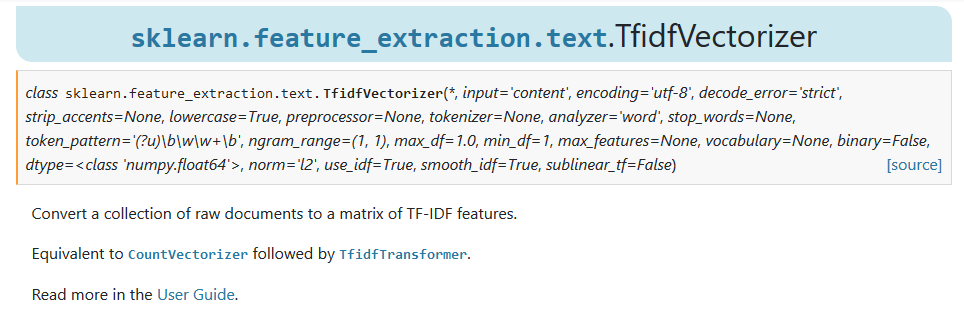 sklearn.feature_extraction.text.TfidfVectorizer
class sklearn.feature_extraction.text.TfidfVectorizer(*, input='content', encoding='utf-8', decode_error='strict',
strip_accents=None, lowercase=True, preprocessor=None, tokenizer=None, analyzer='word', stop_words=None,
token_pattern='(?u)\b\w\w+\b', ngram_range=(1, 1), max_df=1.0, min_df=1, max_features=None, vocabulary=None, binary=False,
dtype=<class 'numpy.float64'>, norm='l2', use_idf=True, smooth_idf=True, sublinear_tf=False) [source]
Convert a collection of raw documents to a matrix of TF-IDF features.
Equivalent to CountVectorizer followed by TfidfTransformer.
Read more in the User Guide.